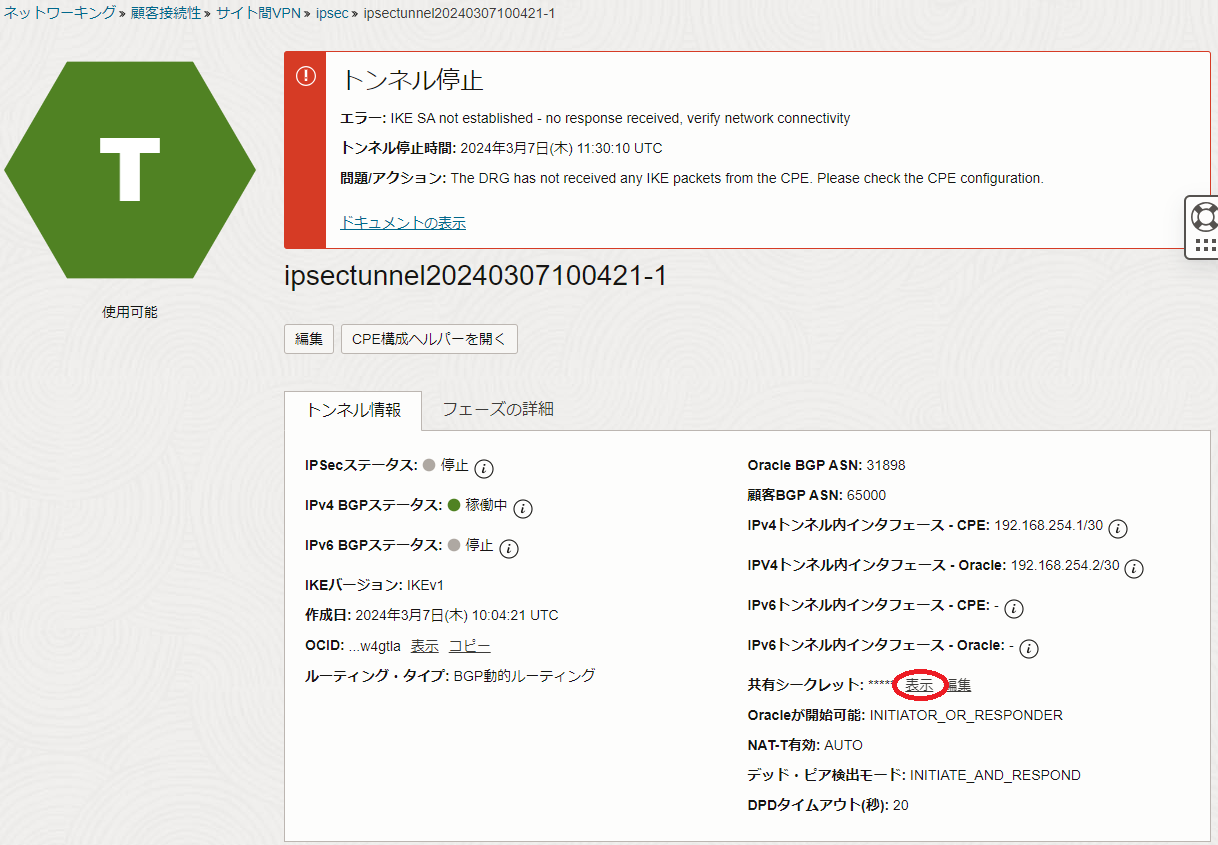 ネットワーキング » 顧客接続性 » サイト間VPN » ipsec » ipsectunnel20240307100421-1
T
使用可能
トンネル停止
エラー: IKE SA not established - no response received, verify network connectivity
トンネル停止時間: 2024年3月7日(木) 11:30:10 UTC
問題/アクション: The DRG has not received any IKE packets from the CPE. Please check the CPE configuration.
ドキュメントの表示
ipsectunnel20240307100421-1
編集 CPE構成ヘルパーを開く
トンネル情報 フェーズの詳細
IPSecステータス: 停止
IPv4 BGPステータス: 稼働中
IPv6 BGPステータス: 停止
IKEバージョン: IKEv1
作成日: 2024年3月7日(木) 10:04:21 UTC
OCID: ...w4gtla 表示 コピー
ルーティング・タイプ: BGP動的ルーティング
Oracle BGP ASN: 31898
顧客BGP ASN: 65000
IPv4トンネル内インタフェース - CPE: 192.168.254.1/30
IPV4トンネル内インタフェース - Oracle: 192.168.254.2/30
IPv6トンネル内インタフェース - CPE: -
IPv6トンネル内インタフェース - Oracle: -
共有シークレット: ***** 表示 編集
Oracleが開始可能: INITIATOR_OR_RESPONDER
NAT-T有効: AUTO
デッド・ピア検出モード: INITIATE_AND_RESPOND
DPDタイムアウト(秒): 20